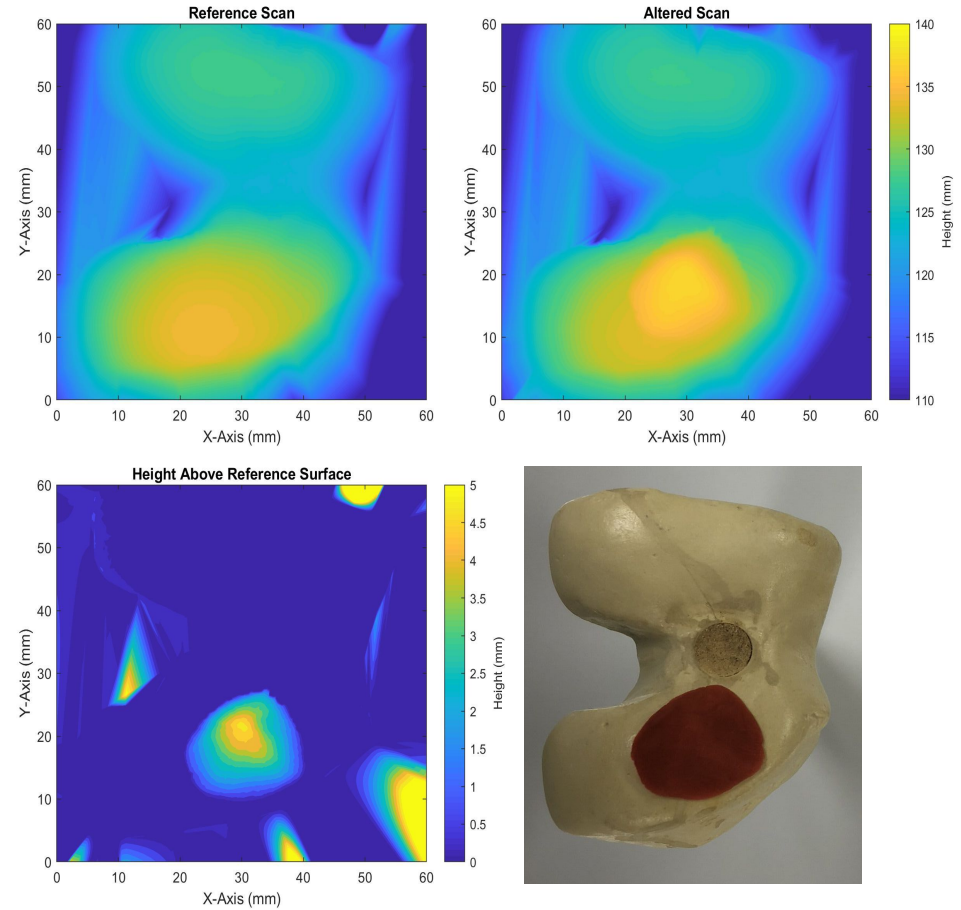 Reference Scan
60
50
40
30
20
10
0
Y-Axis (mm)
0 10 20 30 40 50 60
X-Axis (mm)
Altered Scan
60
50
40
30
20
10
0
Y-Axis (mm)
0 10 20 30 40 50 60
X-Axis (mm)
140
135
130
125
120
115
110
Height (mm)
Height Above Reference Surface
60
50
40
30
20
10
0
Y-Axis (mm)
0 10 20 30 40 50 60
X-Axis (mm)
5
4.5
4
3.5
3
2.5
2
1.5
1
0.5
0
Height (mm)